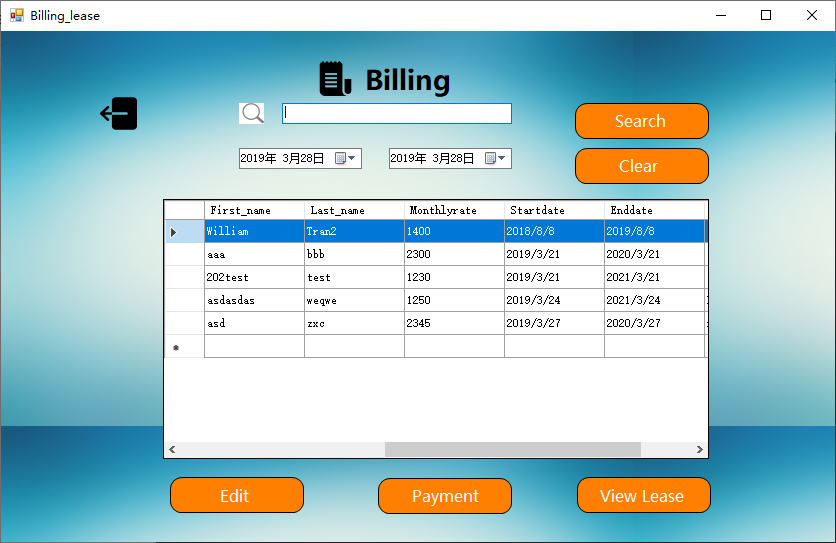 Billing_lease
Billing
Search
2019年 3月28日 2019年 3月28日
Clear
First_name Last_name Monthlyrate Startdate Enddate
William Tran2 1400 2018/8/8 2019/8/8
aaa bbb 2300 2019/3/21 2020/3/21
202test test 1230 2019/3/21 2021/3/21
asdasdas weqwe 1250 2019/3/24 2021/3/24
asd zxc 2345 2019/3/27 2020/3/27
Edit Payment View Lease